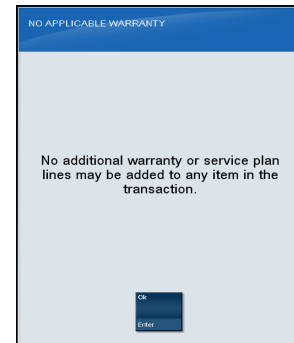 NO APPLICABLE WARRANTY
No additional warranty or service plan
lines may be added to any item in the
transaction.
Ok
Enter